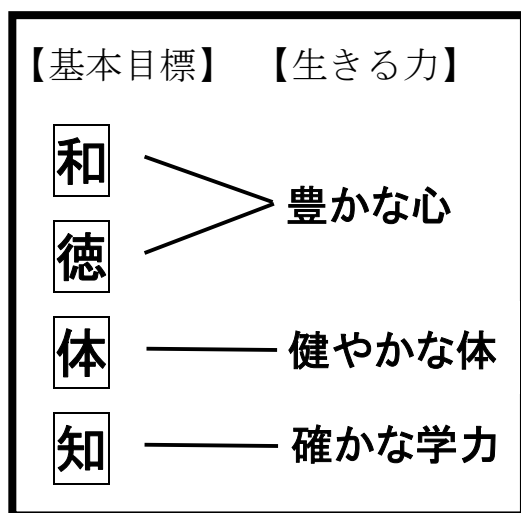 【基本目標】 【生きる力】
和
徳
豊かな心
体 健やかな体
知 確かな学力